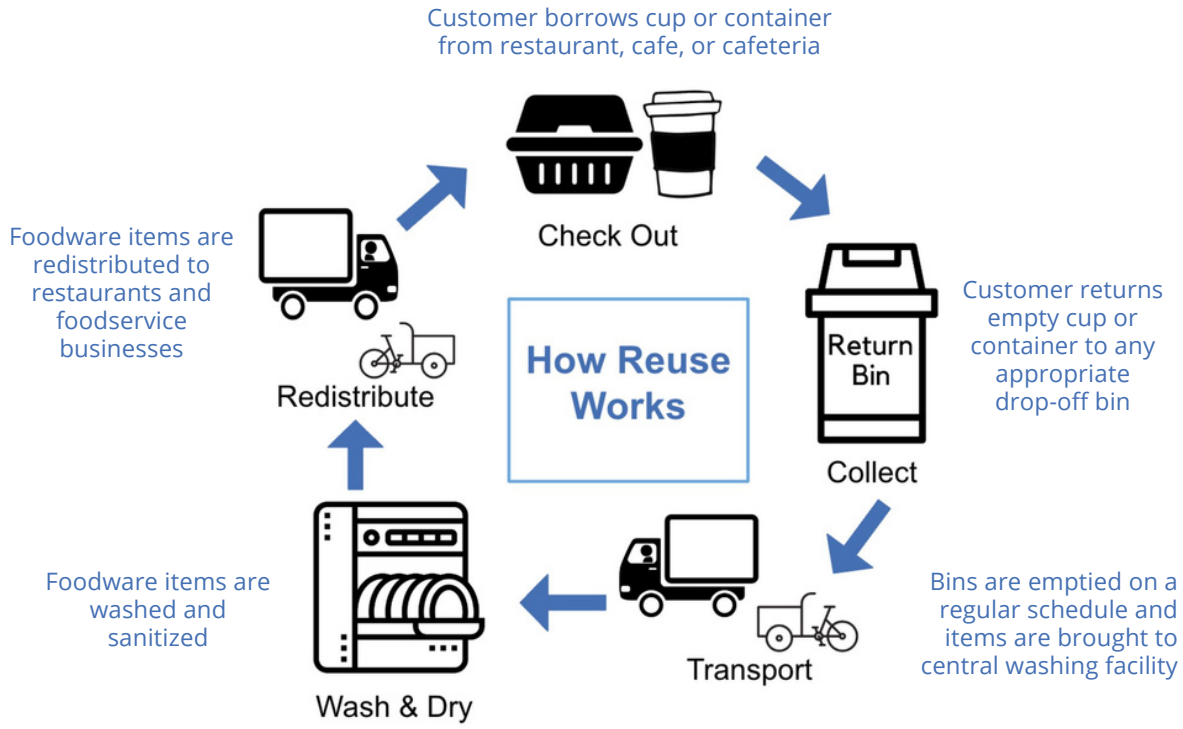 Customer borrows cup or container
from restaurant, cafe, or cafeteria
Check Out
Customer returns
empty cup or
container to any
appropriate
drop-off bin
Return
Bin
Collect
Bins are emptied on a
regular schedule and
items are brought to
central washing facility
Transport
Foodware items are
washed and
sanitized
Wash & Dry
Foodware items are
redistributed to
restaurants and
foodservice
businesses
Redistribute
How Reuse
Works